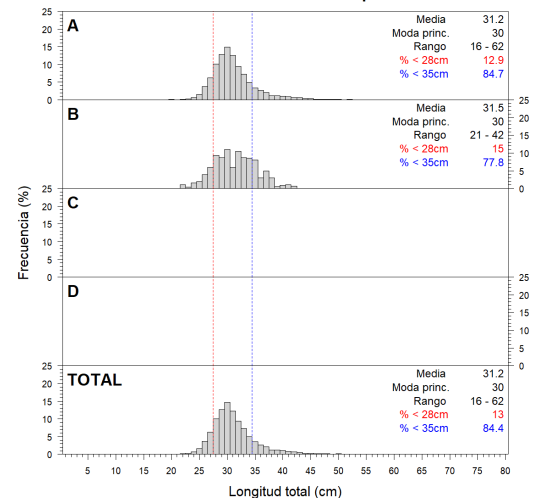 25
20
15
10
5
0
A
Media 31.2
Moda princ. 30
Rango 16 - 62
% < 28cm 12.9
% < 35cm 84.7
B
Media 31.5
Moda princ. 30
Rango 21 - 42
% < 28cm 15
% < 35cm 77.8
25
20
15
10
5
0
25
20
15
10
5
0
C
D
25
20
15
10
5
0
25
20
15
10
5
0
TOTAL
Media 31.2
Moda princ. 30
Rango 16 - 62
% < 28cm 13
% < 35cm 84.4
Frecuencia (%)
5 10 15 20 25 30 35 40 45 50 55 60 65 70 75 80
Longitud total (cm)